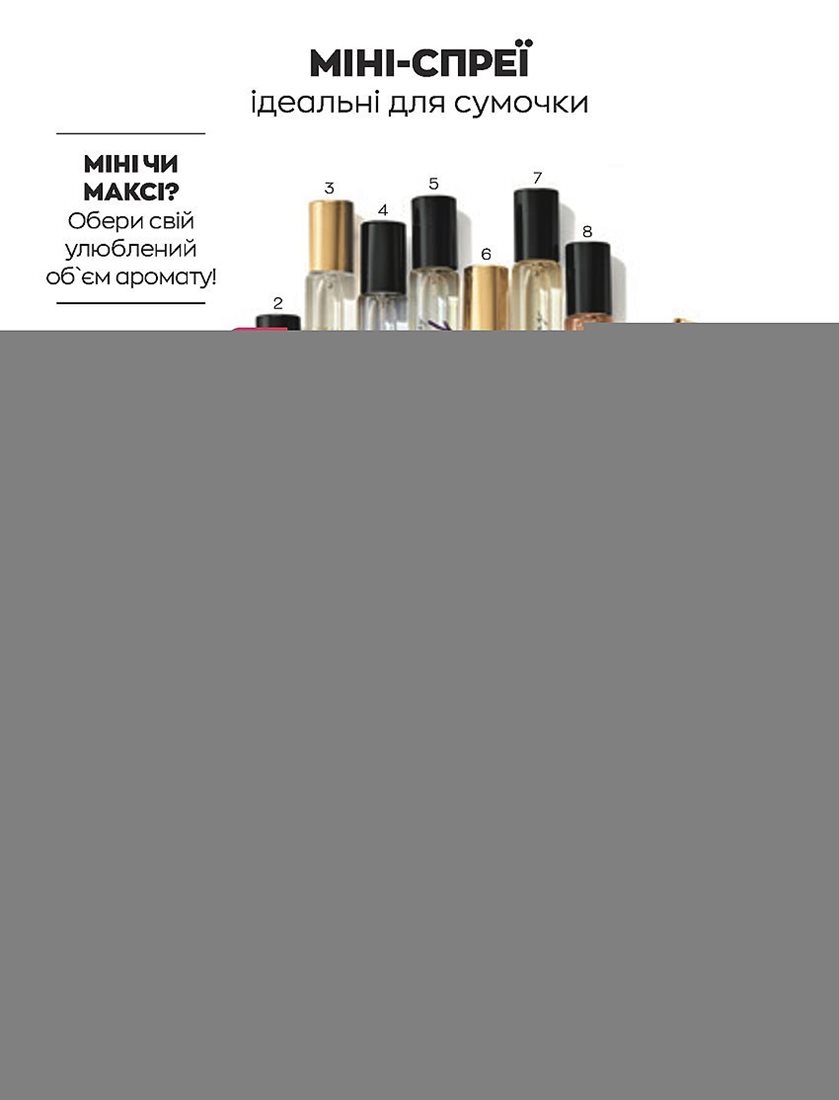 МІНІ-СПРЕЇ
ідеальні для сумочки
МІНІ ЧИ
МАКСІ?
Обери свій
улюблений
об`єм аромату!
2
3
4
5
6
7
8